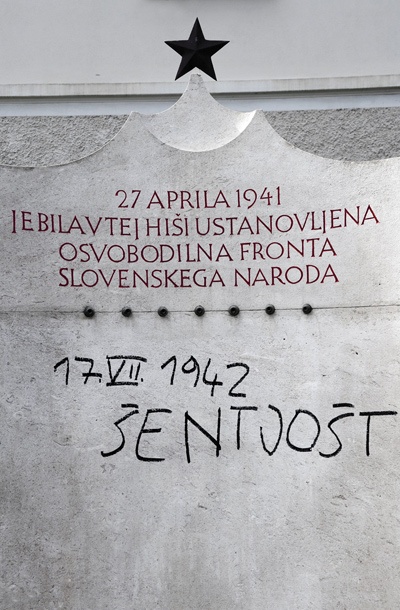 27 APRILA 1941
JE BILA V TEJ HIŠI USTANOVLJENA
OSVOBODILNA FRONTA
SLOVENSKEGA NARODA
17. VII. 1942
ŠENTJOŠT